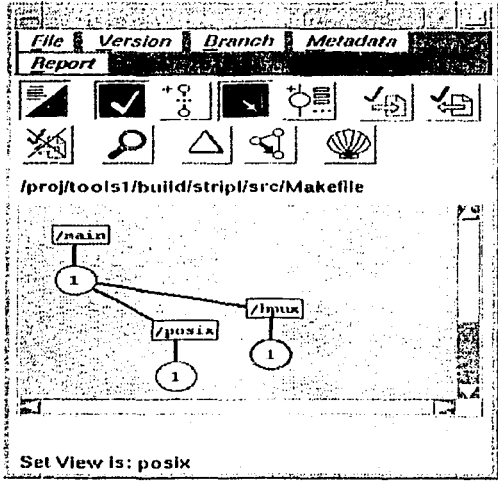 File Version Branch Metadata
Report
/proj/tools1/build/stripl/src/Makefile
/main
1
/hpux
/posix
1
1
Set View is: posix